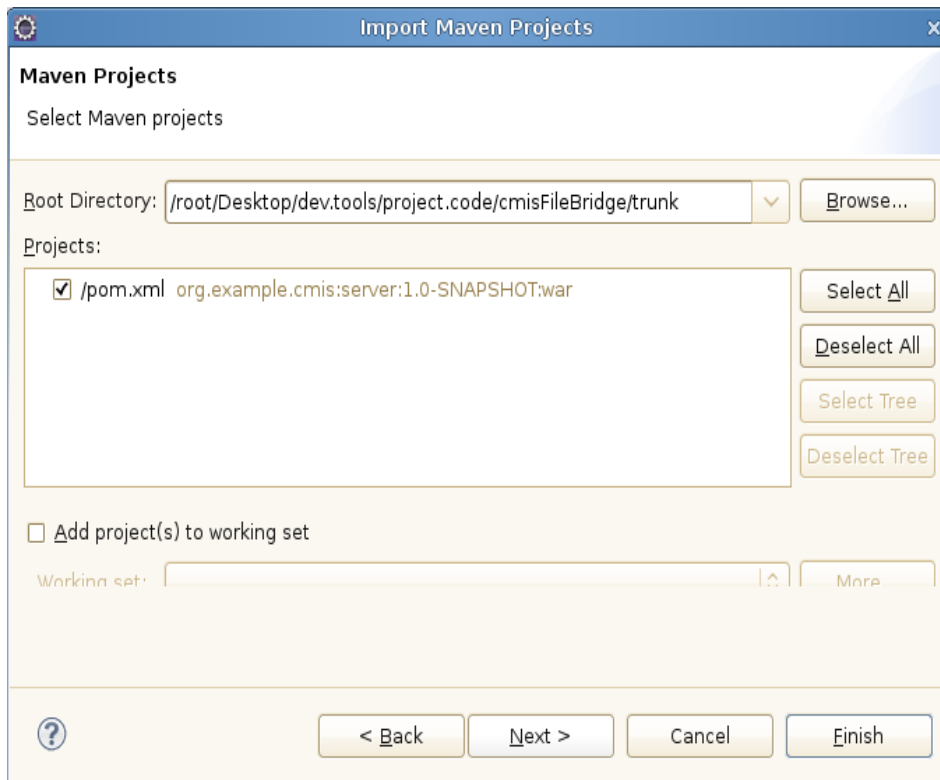 Import Maven Projects
Maven Projects
Select Maven projects
Root Directory: /root/Desktop/dev.tools/project.code/cmisFileBridge/trunk Browse...
Projects:
/pom.xml org.example.cmis:server:1.0-SNAPSHOT:war
Select All
Deselect All
Select Tree
Deselect Tree
Add project(s) to working set
Working set: More
< Back Next > Cancel Finish